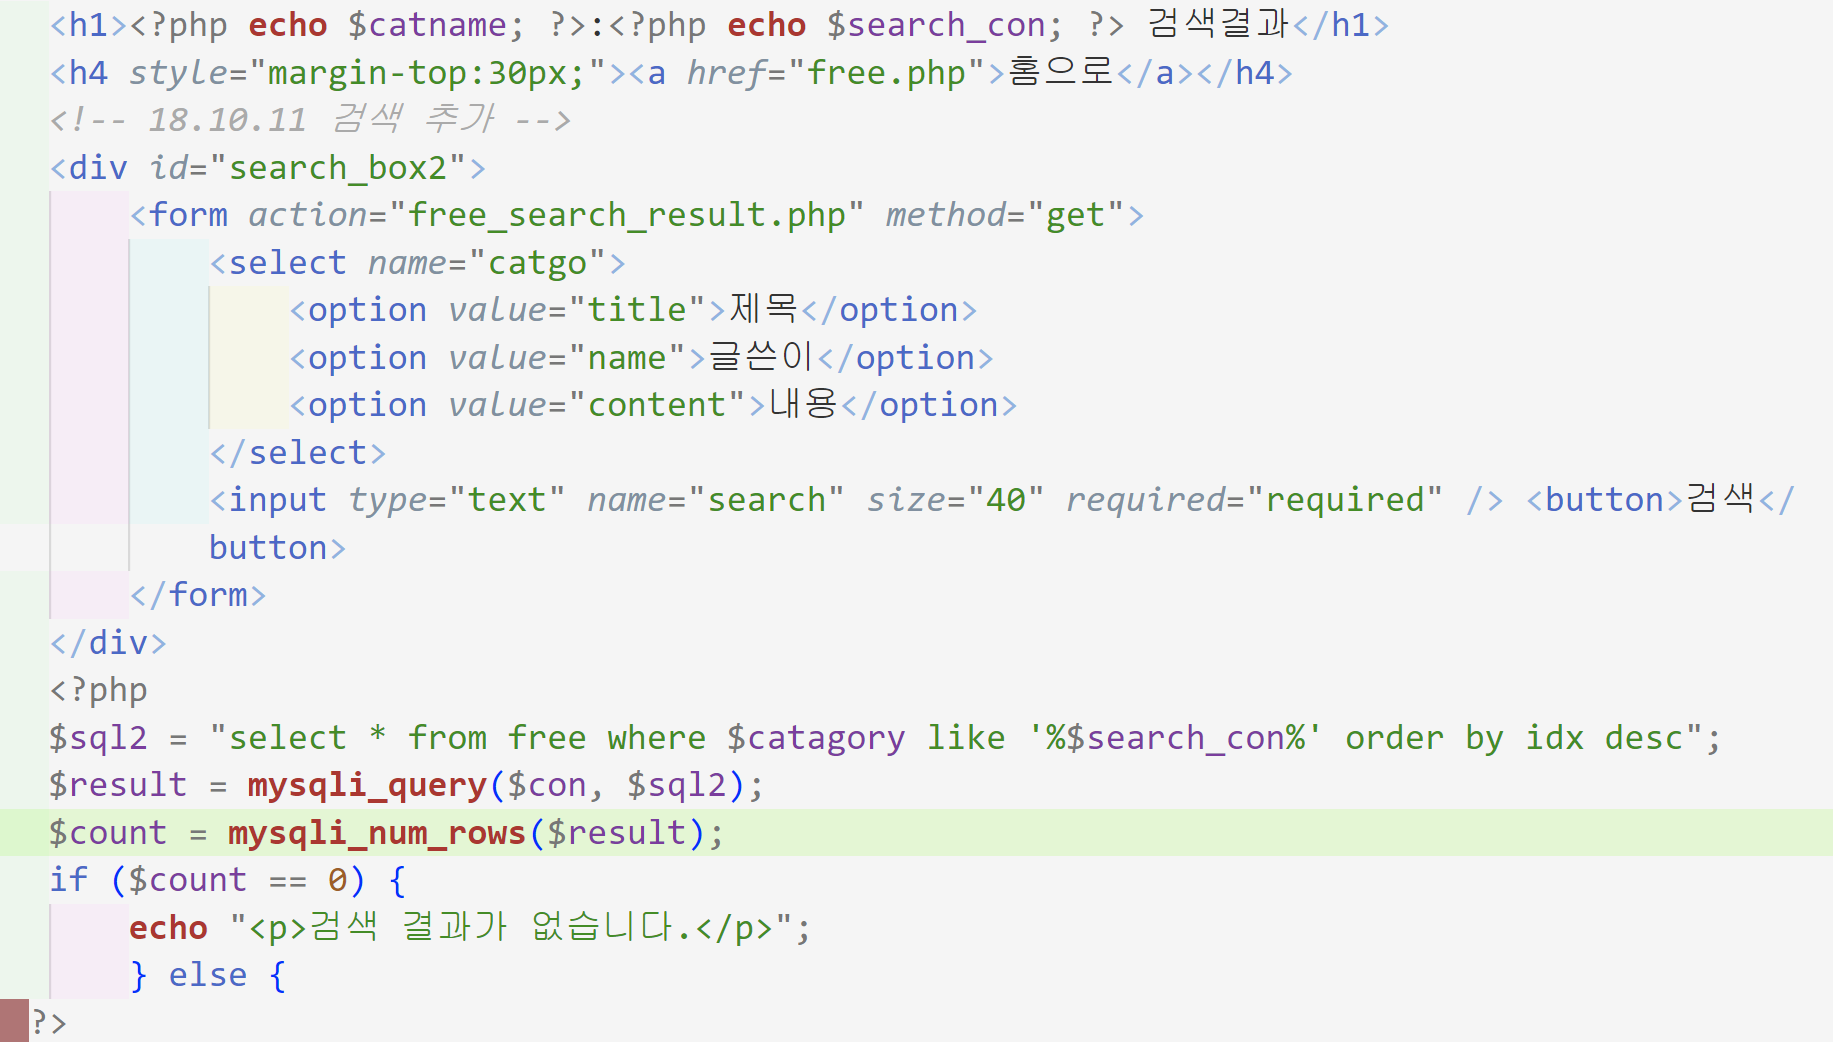 <h1><?php echo $catname; ?>:<?php echo $search_con; ?> 검색결과</h1>
<h4 style="margin-top:30px;"><a href="free.php">홈으로</a></h4>
<!-- 18.10.11 검색 추가 -->
<div id="search_box2">
<form action="free_search_result.php" method="get">
<select name="catgo">
<option value="title">제목</option>
<option value="name">글쓴이</option>
<option value="content">내용</option>
</select>
<input type="text" name="search" size="40" required="required" /> <button>검색</
button>
</form>
</div>
<?php
$sql2 = "select * from free where $catagory like '%$search_con%' order by idx desc";
$result = mysqli_query($con, $sql2);
$count = mysqli_num_rows($result);
if ($count == 0) {
echo "<p>검색 결과가 없습니다.</p>";
} else {
?>